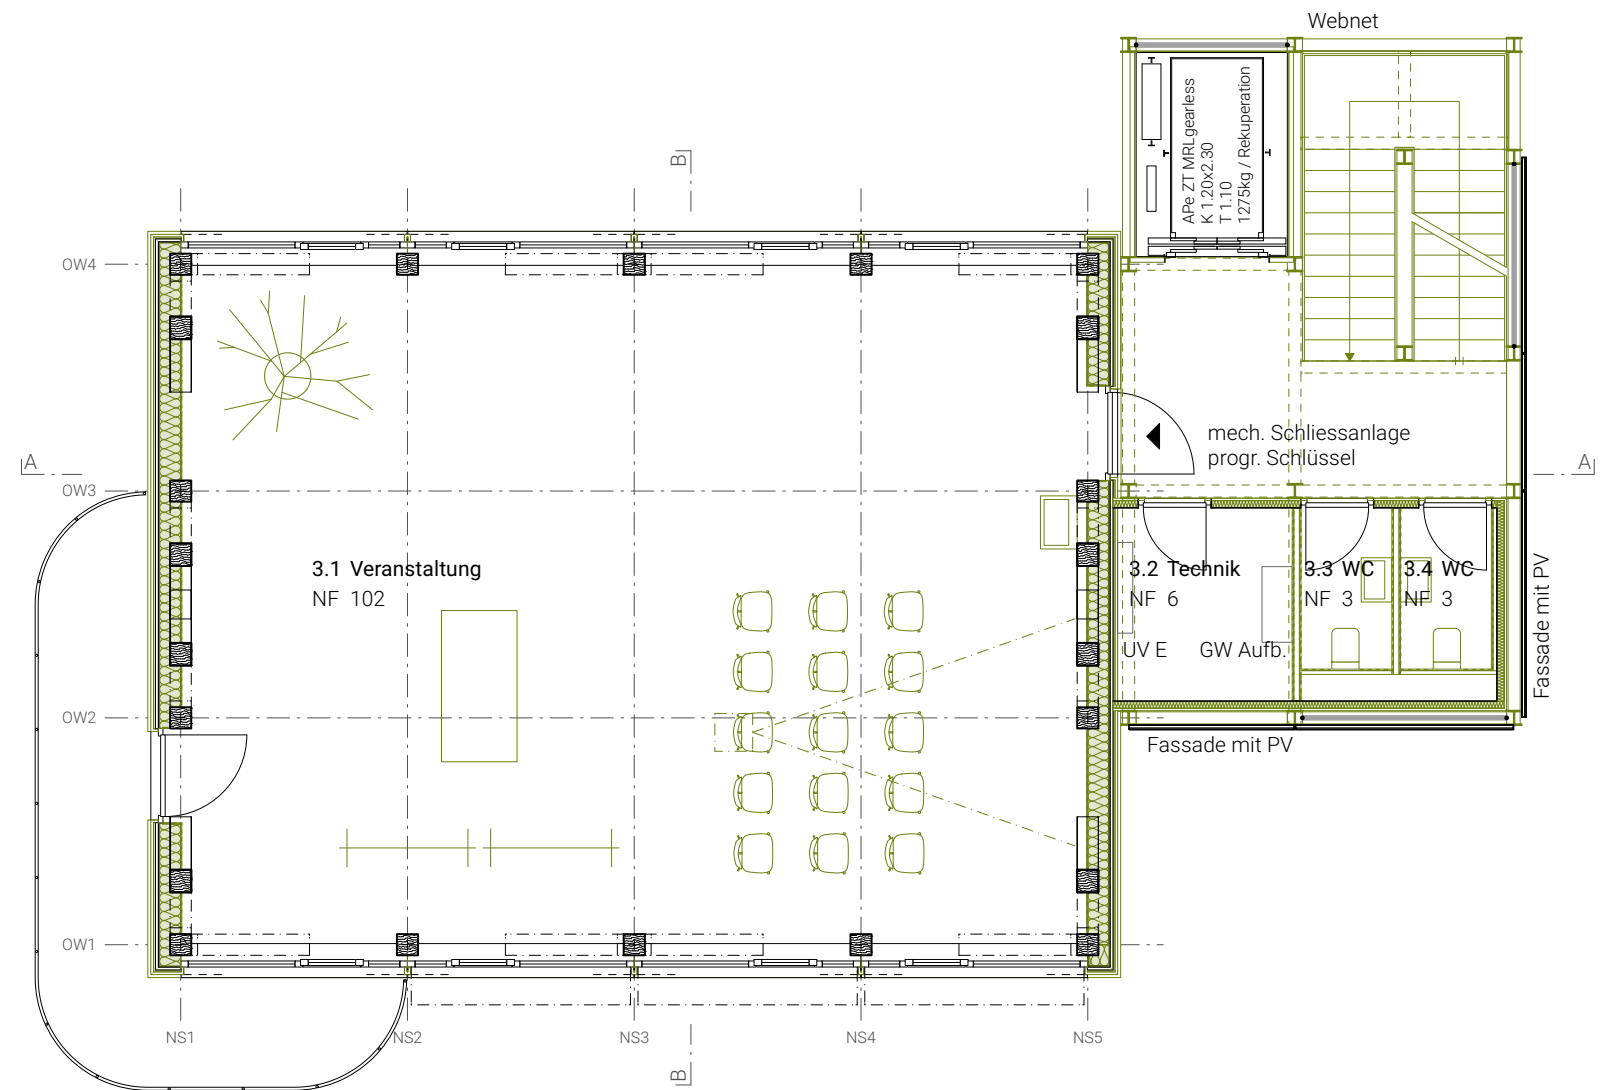 Webnet
APe ZT MRLgearless
K 1.20x2.30
T 1.10
1275kg / Rekuperation
B
OW4
mech. Schliessanlage
progr. Schlüssel
A
A
OW3
3.1 Veranstaltung
NF 102
3.2 Technik
NF 6
3.3 WC
NF 3
3.4 WC
NF 3
UV E
GW Aufb.
Fassade mit PV
OW2
Fassade mit PV
OW1
NS1
NS2
NS3
NS4
NS5
B